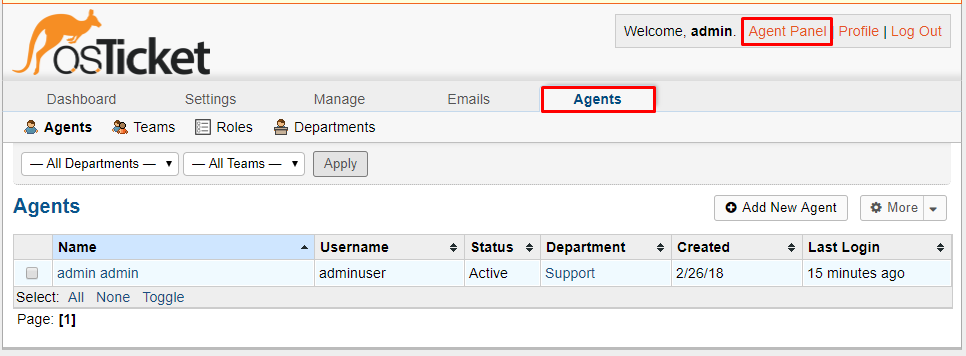 osTicket
Welcome, admin. Agent Panel | Profile | Log Out
Dashboard Settings Manage Emails Agents
Agents Teams Roles Departments
— All Departments — — All Teams — Apply
Agents Add New Agent More
Name Username Status Department Created Last Login
admin admin adminuser Active Support 2/26/18 15 minutes ago
Select: All None Toggle
Page: [1]